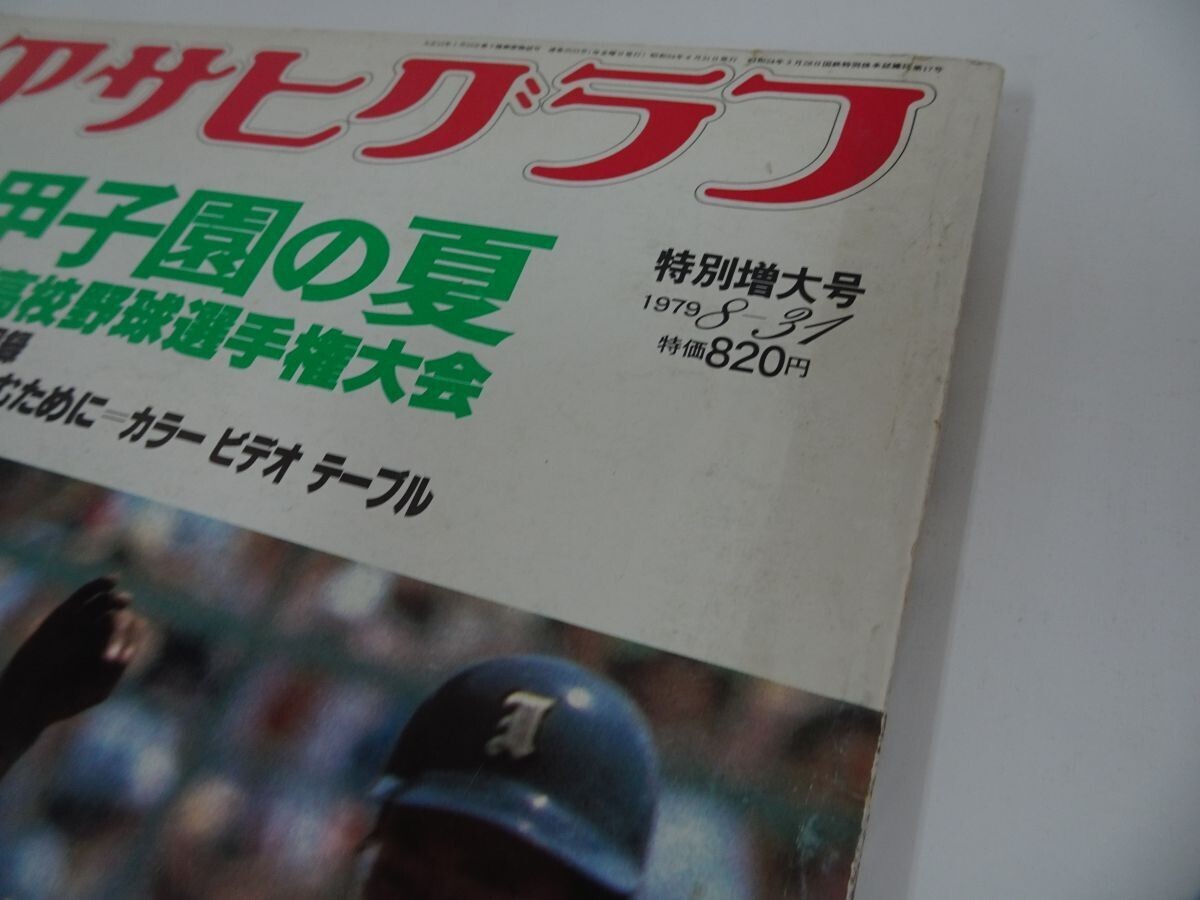 アサヒグラフ
甲子園の夏
高校野球選手権大会
録
むために=カラー ビデオ テーブル
特別増大号
1979 8-31
特価820円
I